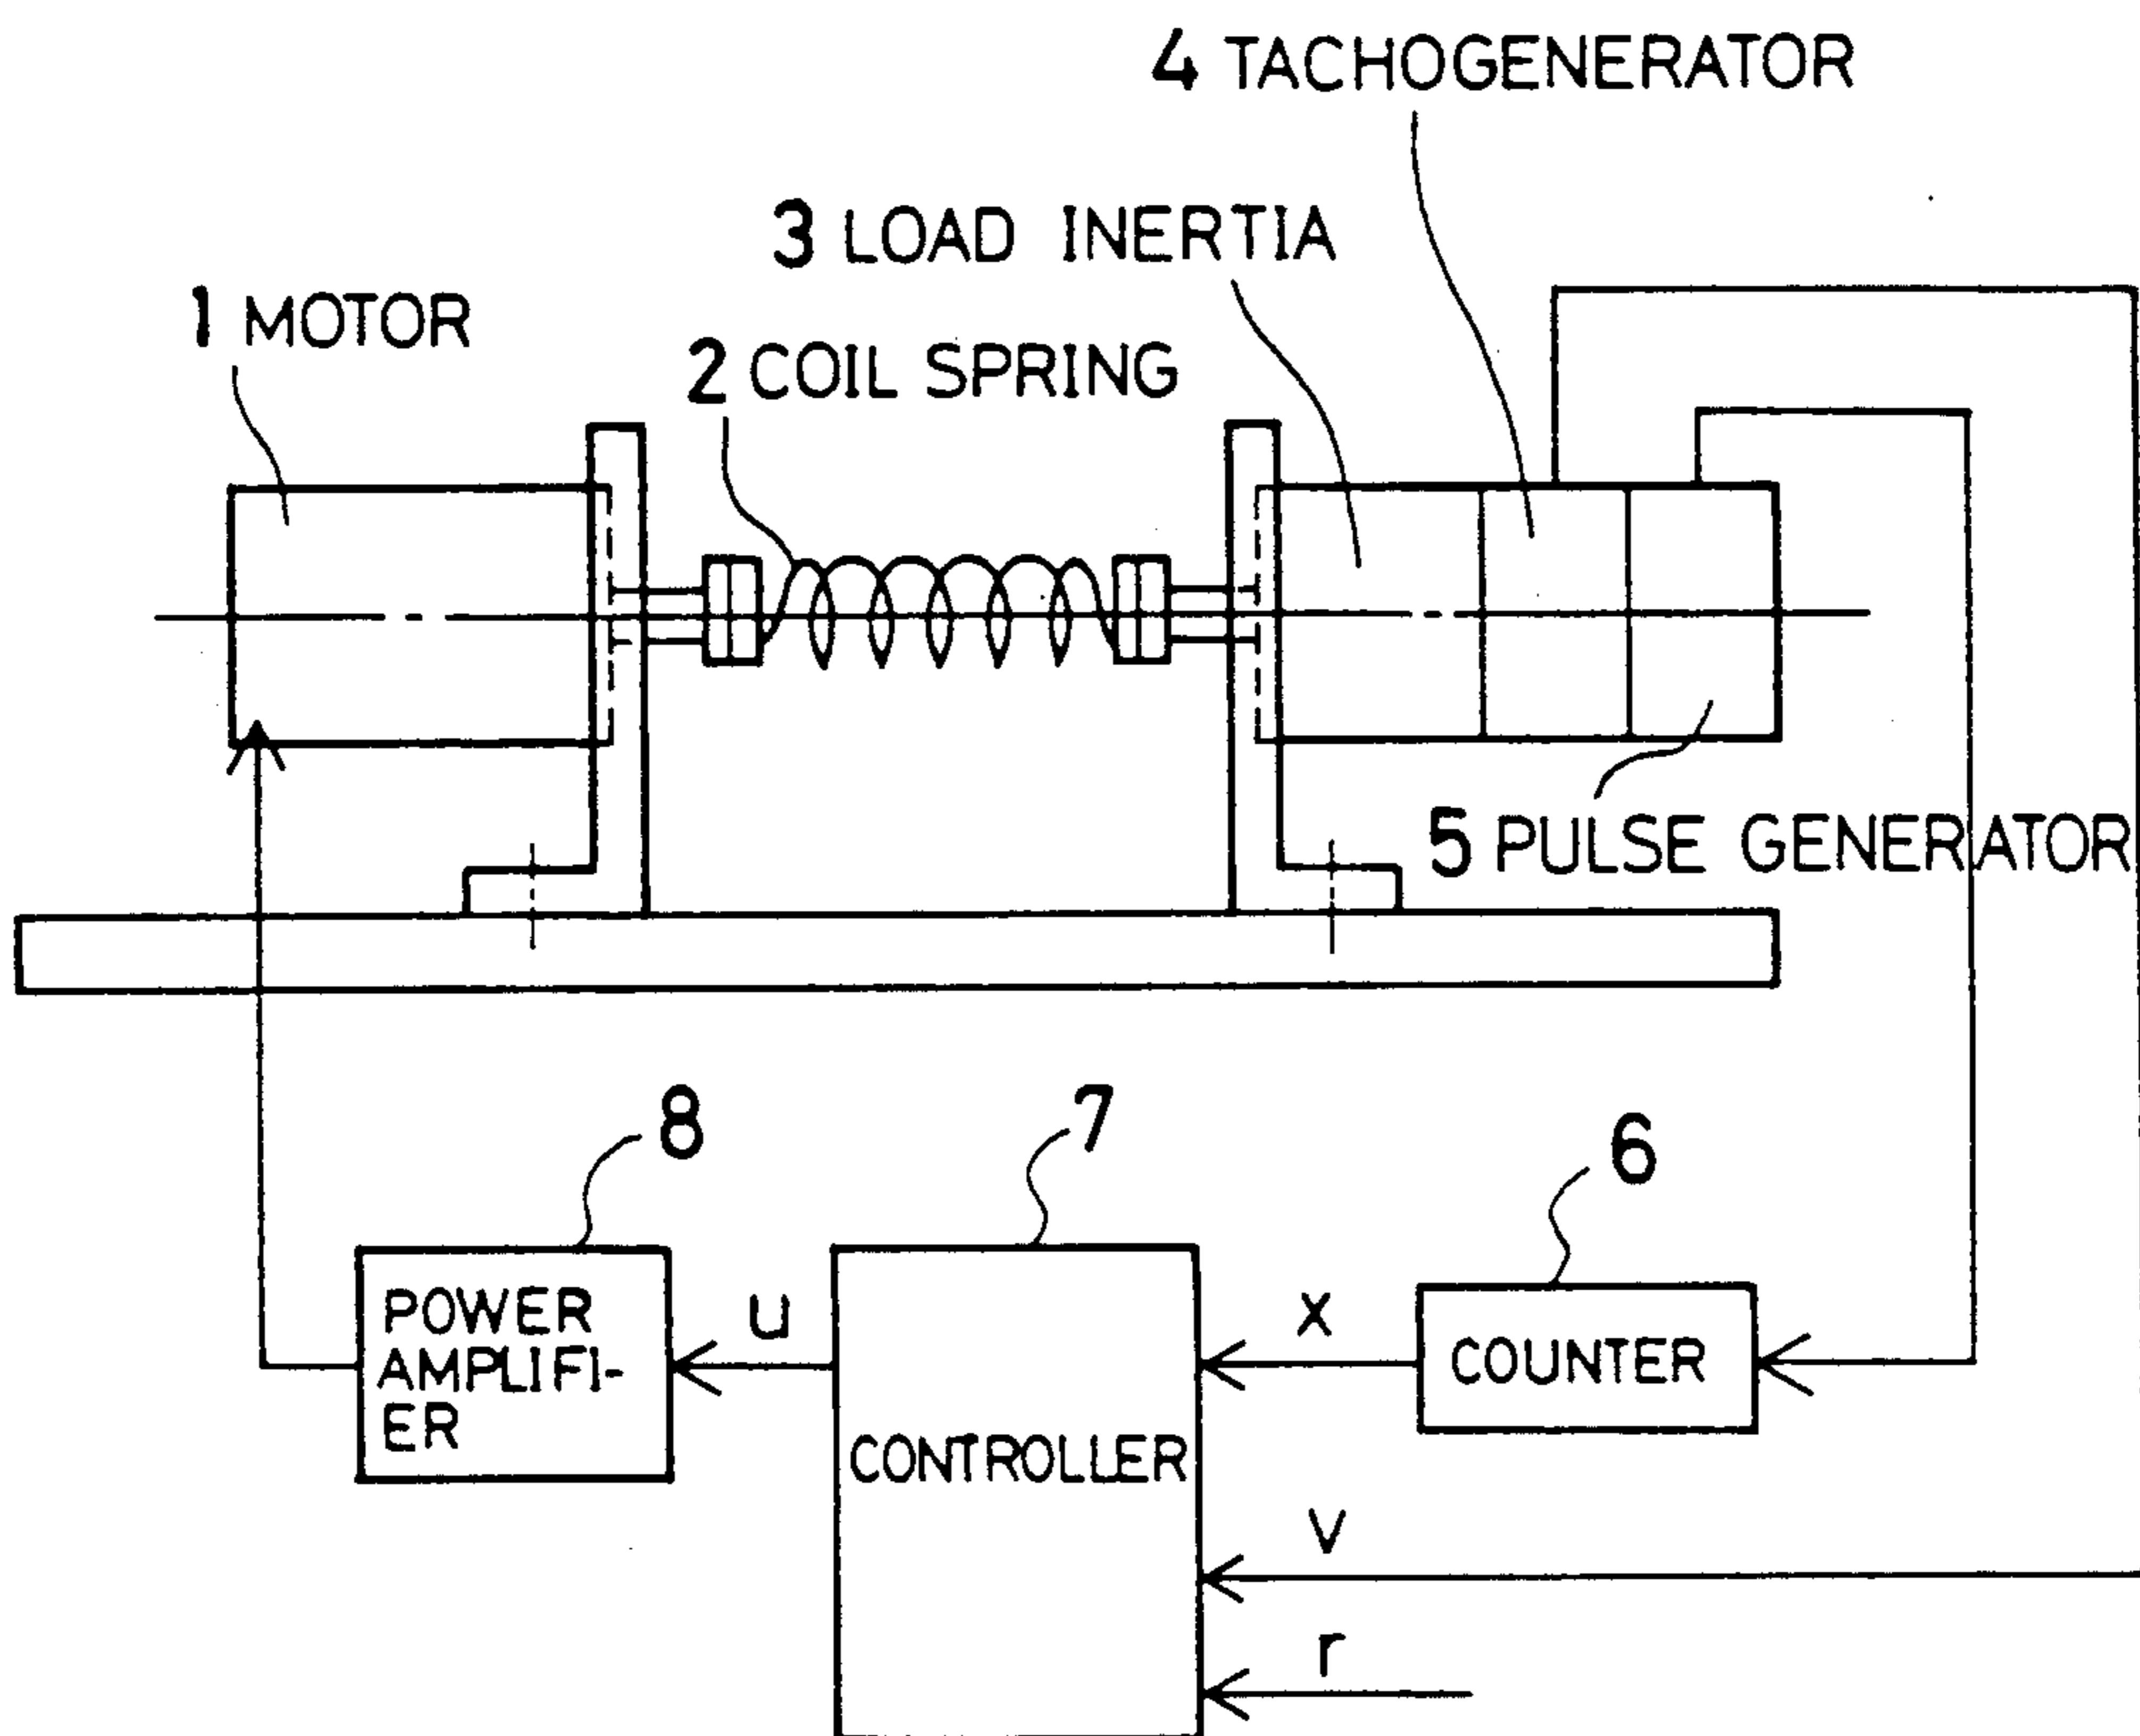 4 TACHOGENERATOR
3 LOAD INERTIA
1 MOTOR
2 COIL SPRING
5 PULSE GENERATOR
8
7
6
POWER
AMPLIFI-
ER
u
CONTROLLER
x
COUNTER
v
r